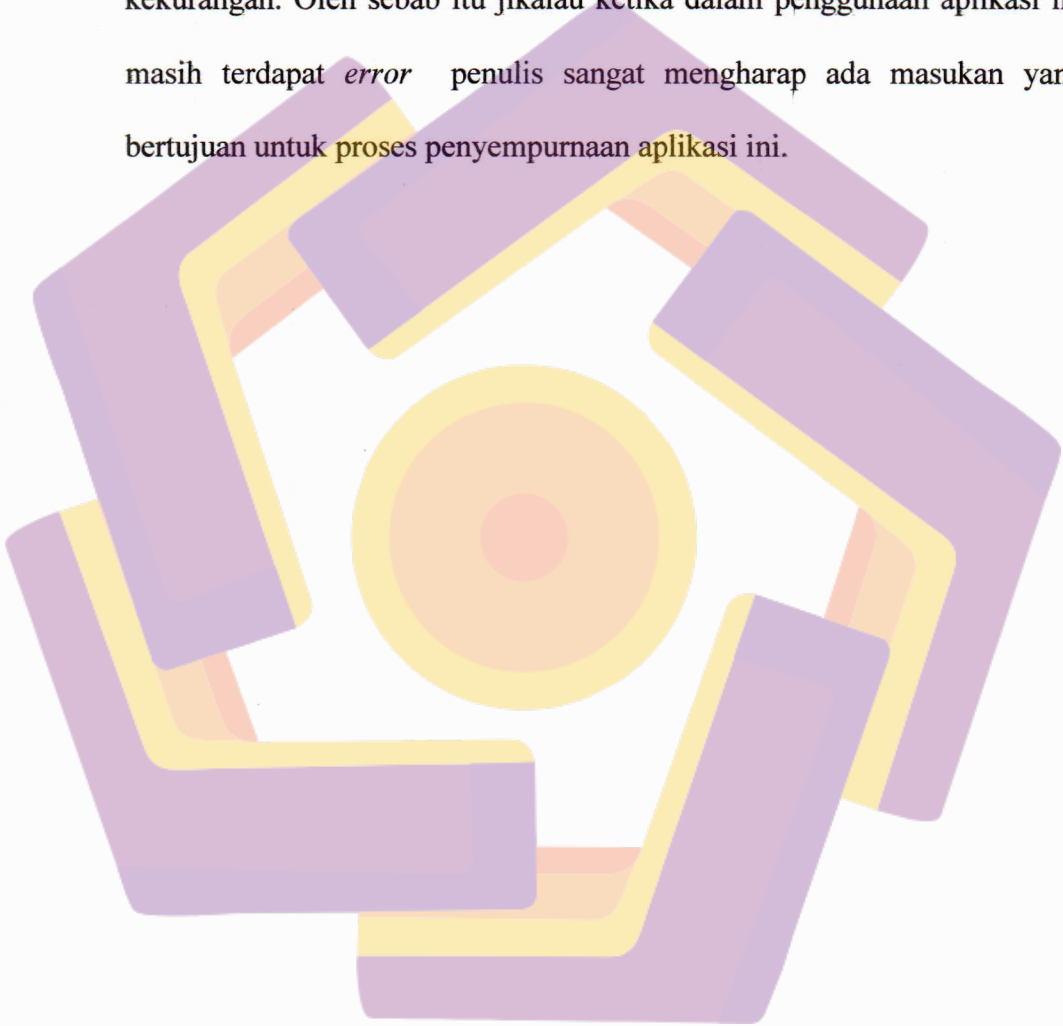 kekurangan. Oleh sebab itu jikalau ketika dalam penggunaan aplikasi
masih terdapat error penulis sangat mengharap ada masukan
bertujuan untuk proses penyempurnaan aplikasi ini.